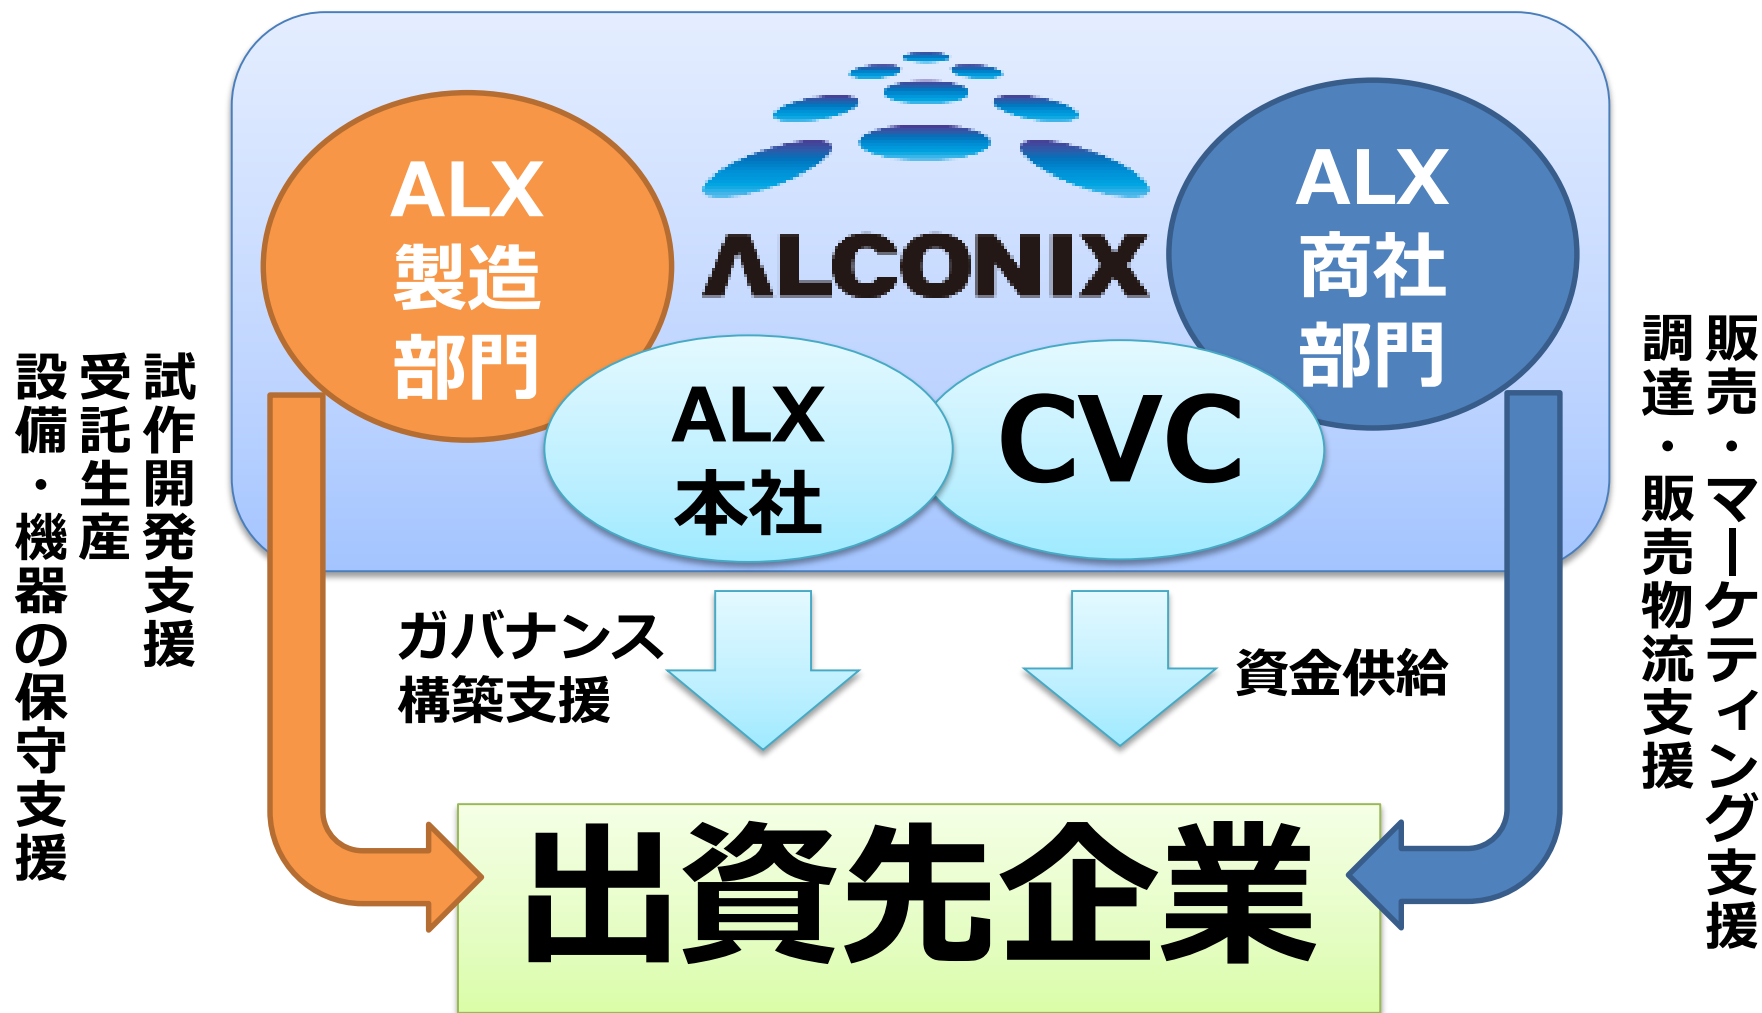 ALCONIX
ALX
製造
部門
ALX
商社
部門
ALX
本社
CVC
試作開発支援
受託生産
設備・機器の保守支援
販売・マーケティング支援
調達・販売物流支援
ガバナンス
構築支援
資金供給
出資先企業